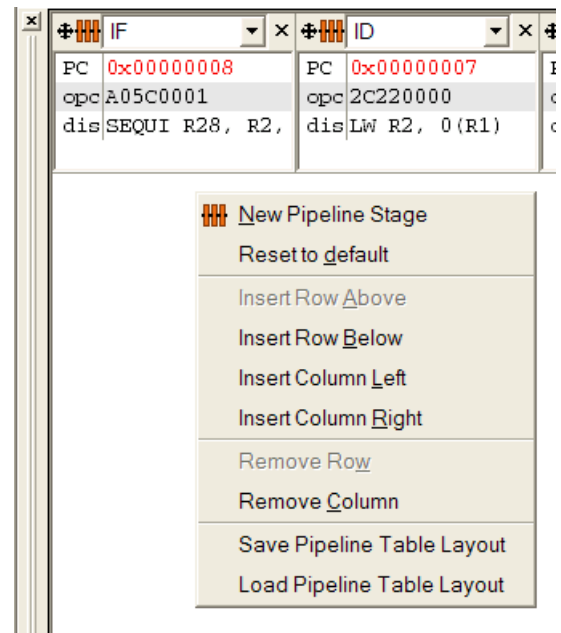 IF
ID
PC 0x00000008
PC 0x00000007
opc A05C0001
opc 2C220000
dis SEQUI R28, R2,
dis LW R2, 0(R1)
New Pipeline Stage
Reset to default
Insert Row Above
Insert Row Below
Insert Column Left
Insert Column Right
Remove Row
Remove Column
Save Pipeline Table Layout
Load Pipeline Table Layout